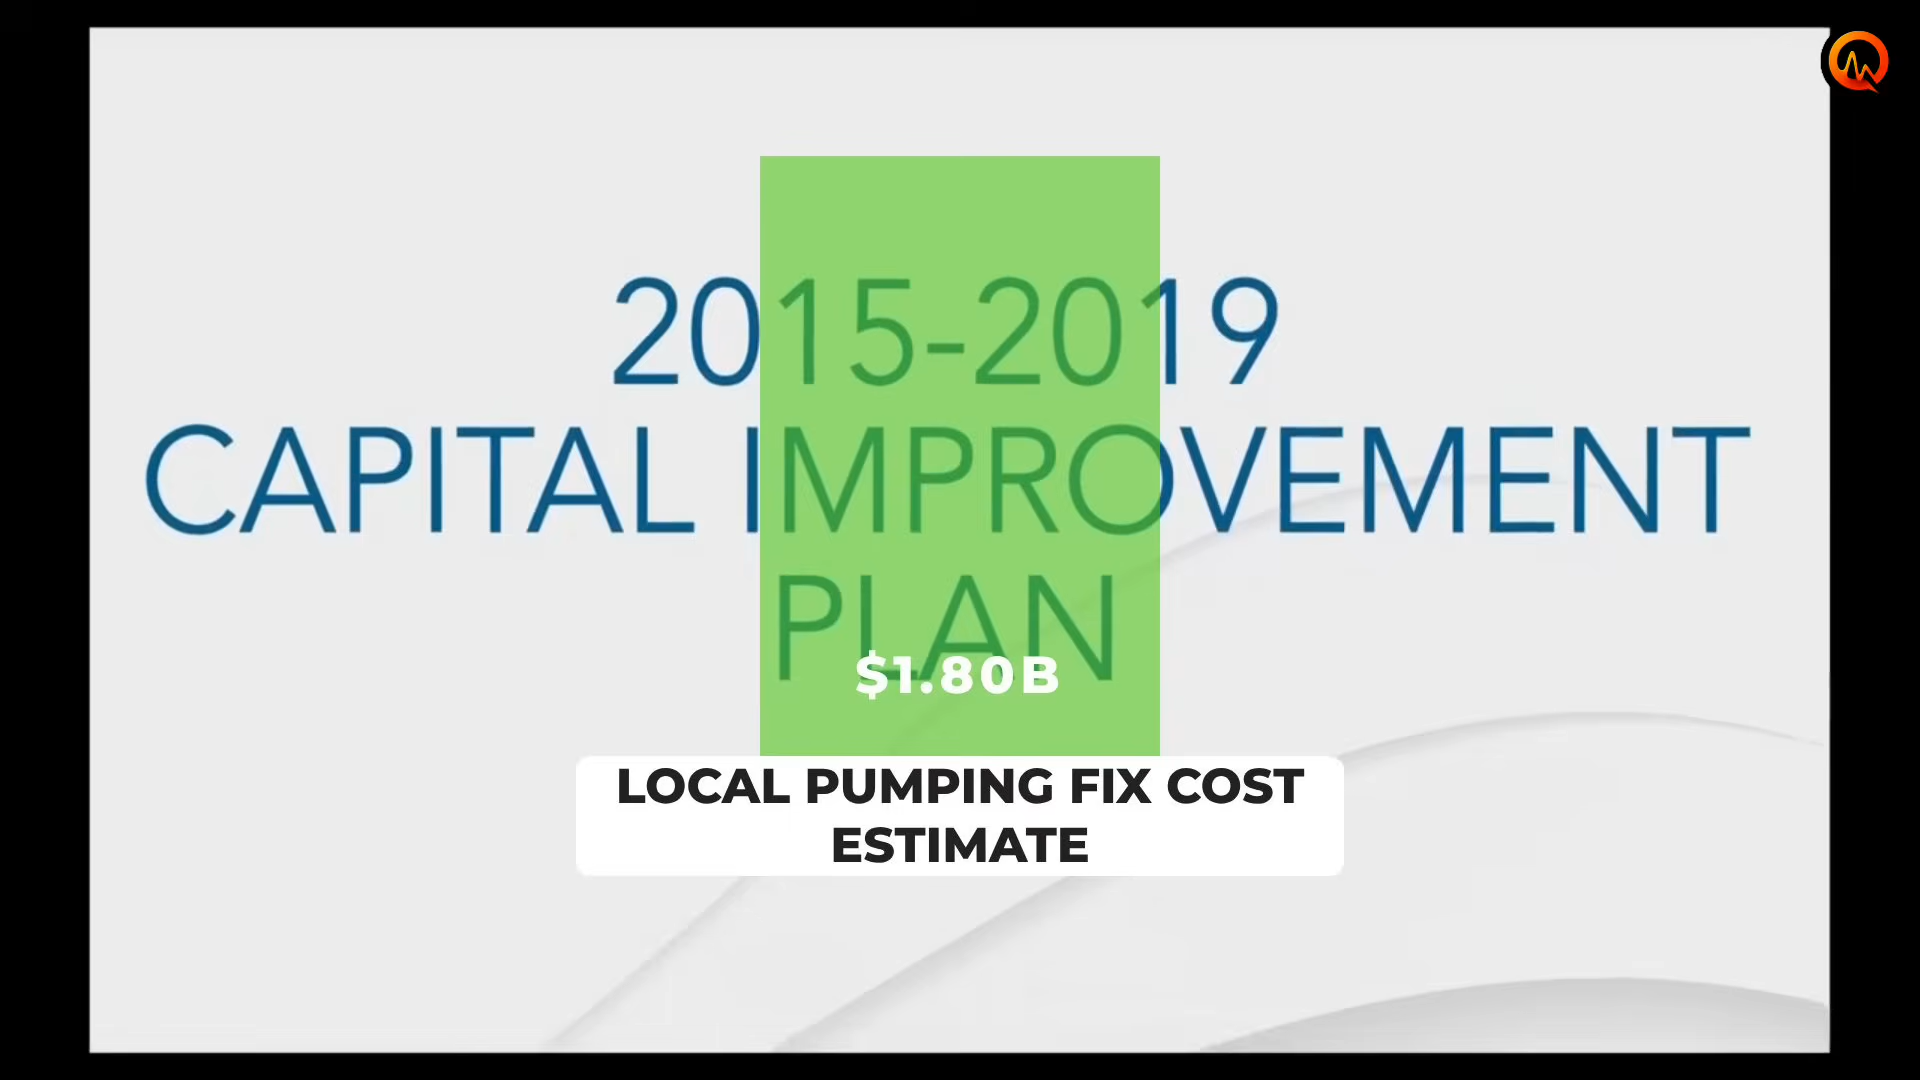 2015-2019
CAPITAL IMPROVEMENT
PLAN
$1.80B
LOCAL PUMPING FIX COST
ESTIMATE